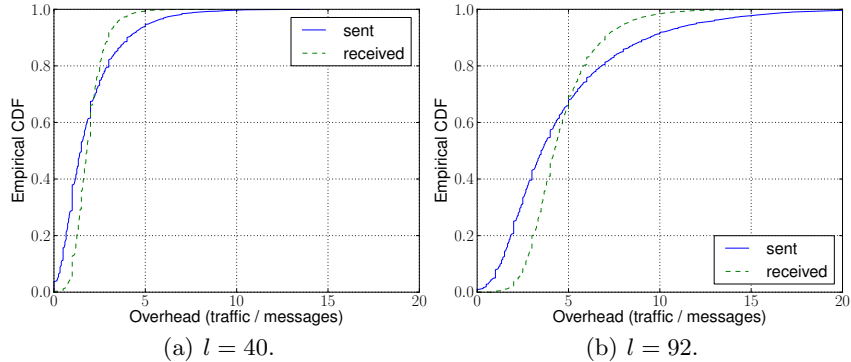 1.0
0.8
0.6
0.4
0.2
0.0
Empirical CDF
sent
received
0 5 10 15 20
Overhead (traffic / messages)
(a) l = 40.
1.0
0.8
0.6
0.4
0.2
0.0
Empirical CDF
sent
received
0 5 10 15 20
Overhead (traffic / messages)
(b) l = 92.